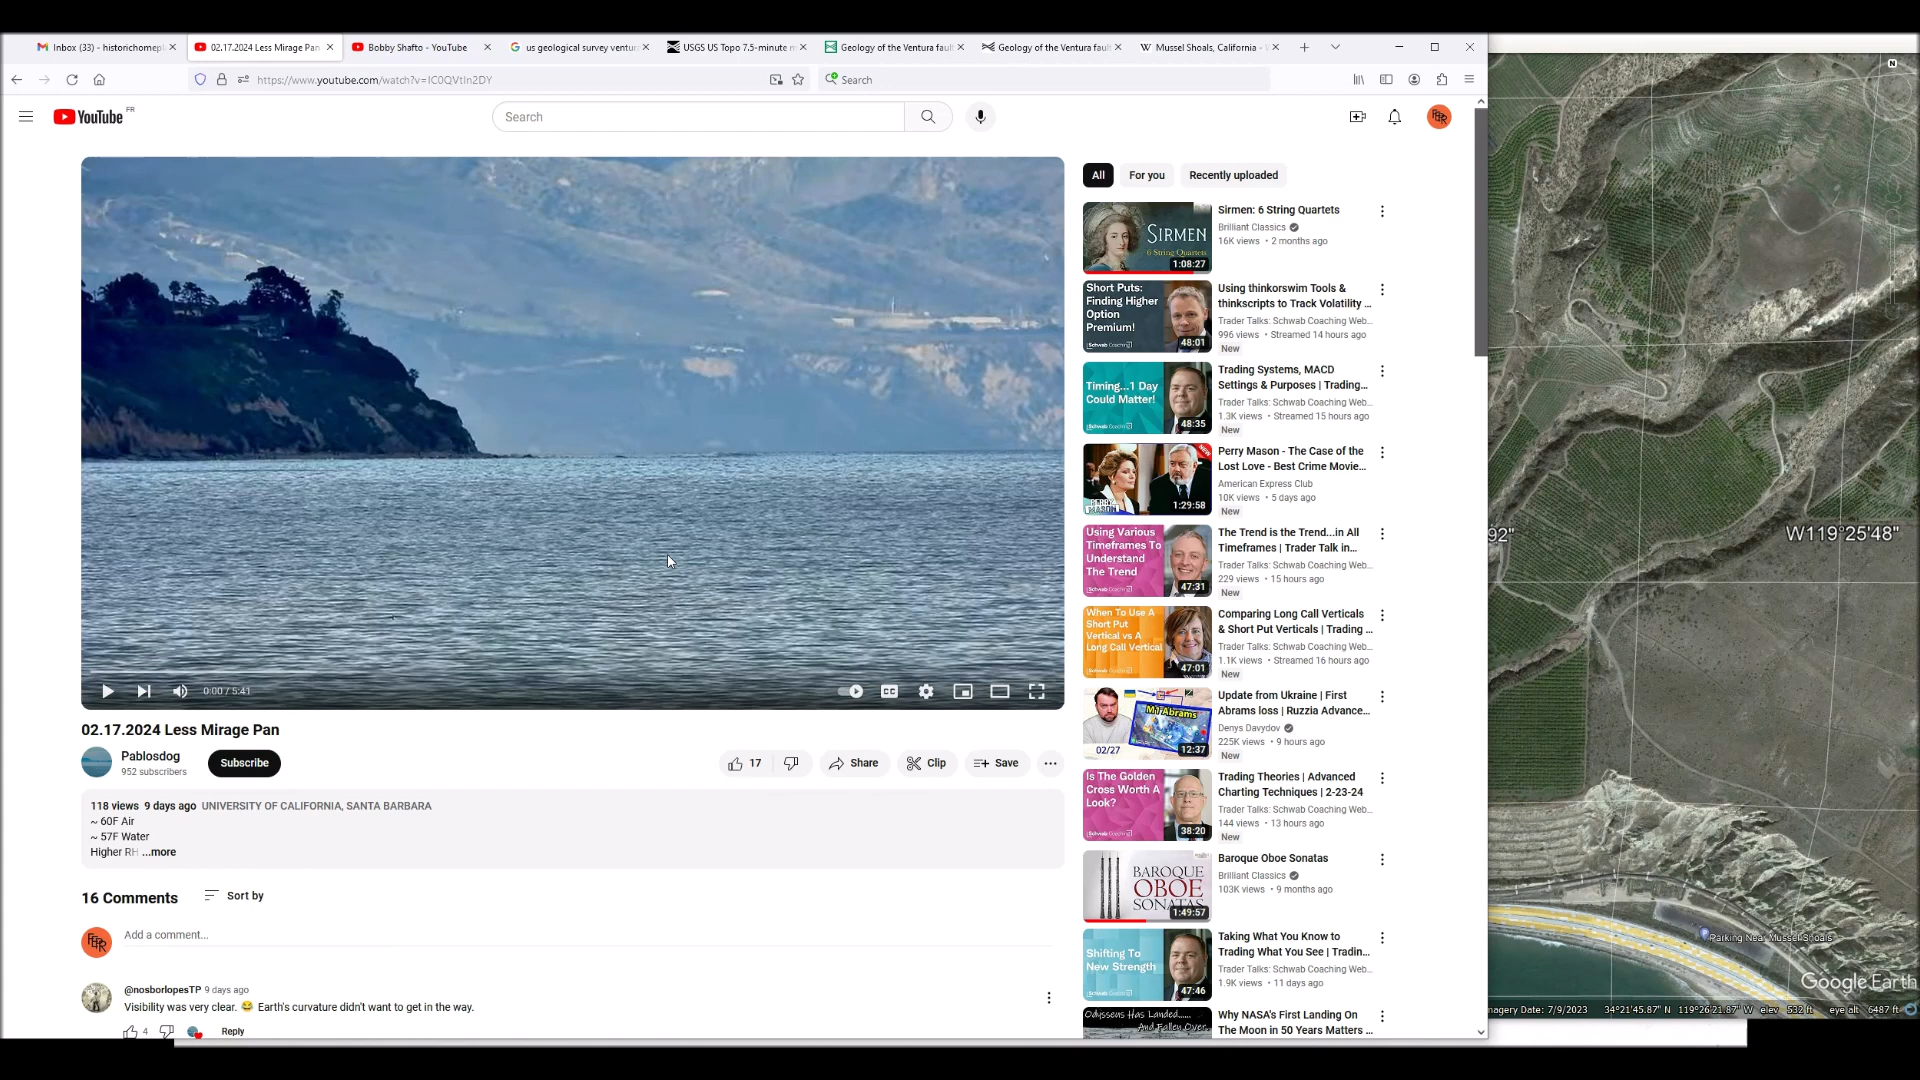 Inbox (33) - historichomepl
02.17.2024 Less Mirage Pan
Bobby Shafto - YouTube
us geological survey ventur
USGS US Topo 7.5-minute m
Geology of the Ventura faul
Geology of the Ventura faul
Mussel Shoals, California - W
https://www.youtube.com/watch?v=IC0QVtIn2DY
Search
YouTube FR
Search
N
All
For you
Recently uploaded
SIRMEN
6 String Quartets
1:08:27
Sirmen: 6 String Quartets
Brilliant Classics
16K views • 2 months ago
Short Puts:
Finding Higher
Option
Premium!
48:01
Using thinkorswim Tools &
thinkscripts to Track Volatility ...
Trader Talks: Schwab Coaching Web...
996 views • Streamed 14 hours ago
New
Timing...1 Day
Could Matter!
48:35
Trading Systems, MACD
Settings & Purposes | Trading...
Trader Talks: Schwab Coaching Web...
1.3K views • Streamed 15 hours ago
New
PERRY
MASON
1:29:58
Perry Mason - The Case of the
Lost Love - Best Crime Movie...
American Express Club
10K views • 5 days ago
New
Using Various
Timeframes To
Understand
The Trend
47:31
The Trend is the Trend...in All
Timeframes | Trader Talk in...
Trader Talks: Schwab Coaching Web...
229 views • 15 hours ago
New
When To Use A
Short Put
Vertical vs A
Long Call Vertical
47:01
Comparing Long Call Verticals
& Short Put Verticals | Trading ...
Trader Talks: Schwab Coaching Web...
1.1K views • Streamed 16 hours ago
New
M1 Abrams
02/27
12:37
Update from Ukraine | First
Abrams loss | Ruzzia Advance...
Denys Davydov
225K views • 9 hours ago
New
Is The Golden
Cross Worth A
Look?
38:20
Trading Theories | Advanced
Charting Techniques | 2-23-24
Trader Talks: Schwab Coaching Web...
144 views • 13 hours ago
New
BAROQUE
OBOE
SONATAS
1:49:57
Baroque Oboe Sonatas
Brilliant Classics
103K views • 9 months ago
Shifting To
New Strength
47:46
Taking What You Know to
Trading What You See | Tradin...
Trader Talks: Schwab Coaching Web...
1.9K views • 11 days ago
Odysseus Has Landed......
And Fallen Over.
Why NASA's First Landing On
The Moon in 50 Years Matters ...
0:00 / 5:41
CC
02.17.2024 Less Mirage Pan
Pablosdog
952 subscribers
Subscribe
17
Share
Clip
Save
118 views 9 days ago UNIVERSITY OF CALIFORNIA, SANTA BARBARA
~ 60F Air
~ 57F Water
Higher RH ...more
16 Comments
Sort by
Add a comment...
@nosborlopesTP 9 days ago
Visibility was very clear. 😂 Earth's curvature didn't want to get in the way.
4
Reply
92"
W119°25'48"
Parking Near Mussel Shoals
Google Earth
magery Date: 7/9/2023 34°21'45.87" N 119°26'21.87" W elev 532 ft eye alt 6487 ft